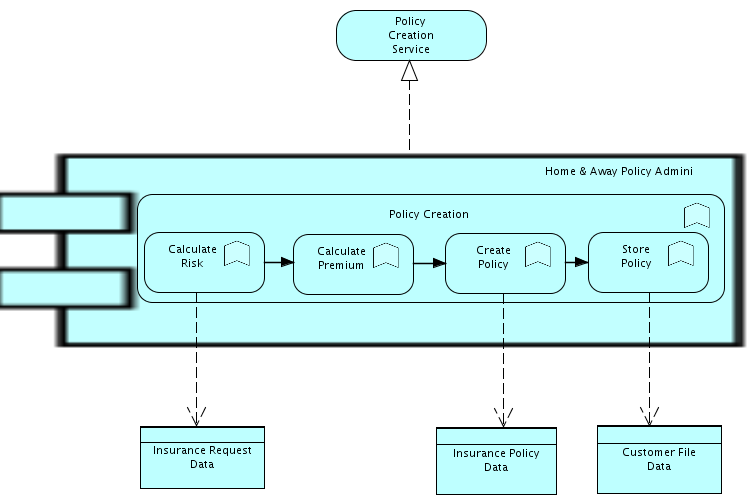 Policy
Creation
Service
Home & Away Policy Admini
Policy Creation
Calculate
Risk
Calculate
Premium
Create
Policy
Store
Policy
Insurance Request
Data
Insurance Policy
Data
Customer File
Data